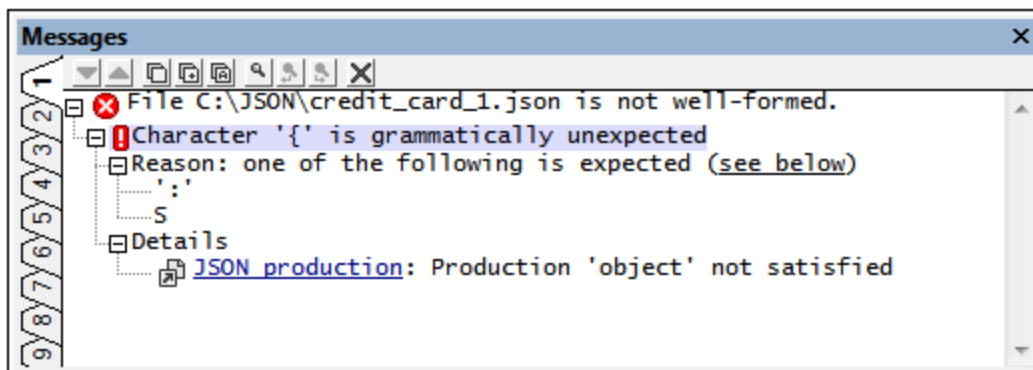 Messages
File C:\JSON\credit_card_1.json is not well-formed.
Character '{' is grammatically unexpected
Reason: one of the following is expected (see below)
':'
S
Details
JSON production: Production 'object' not satisfied
1
2
3
4
5
6
7
8
9